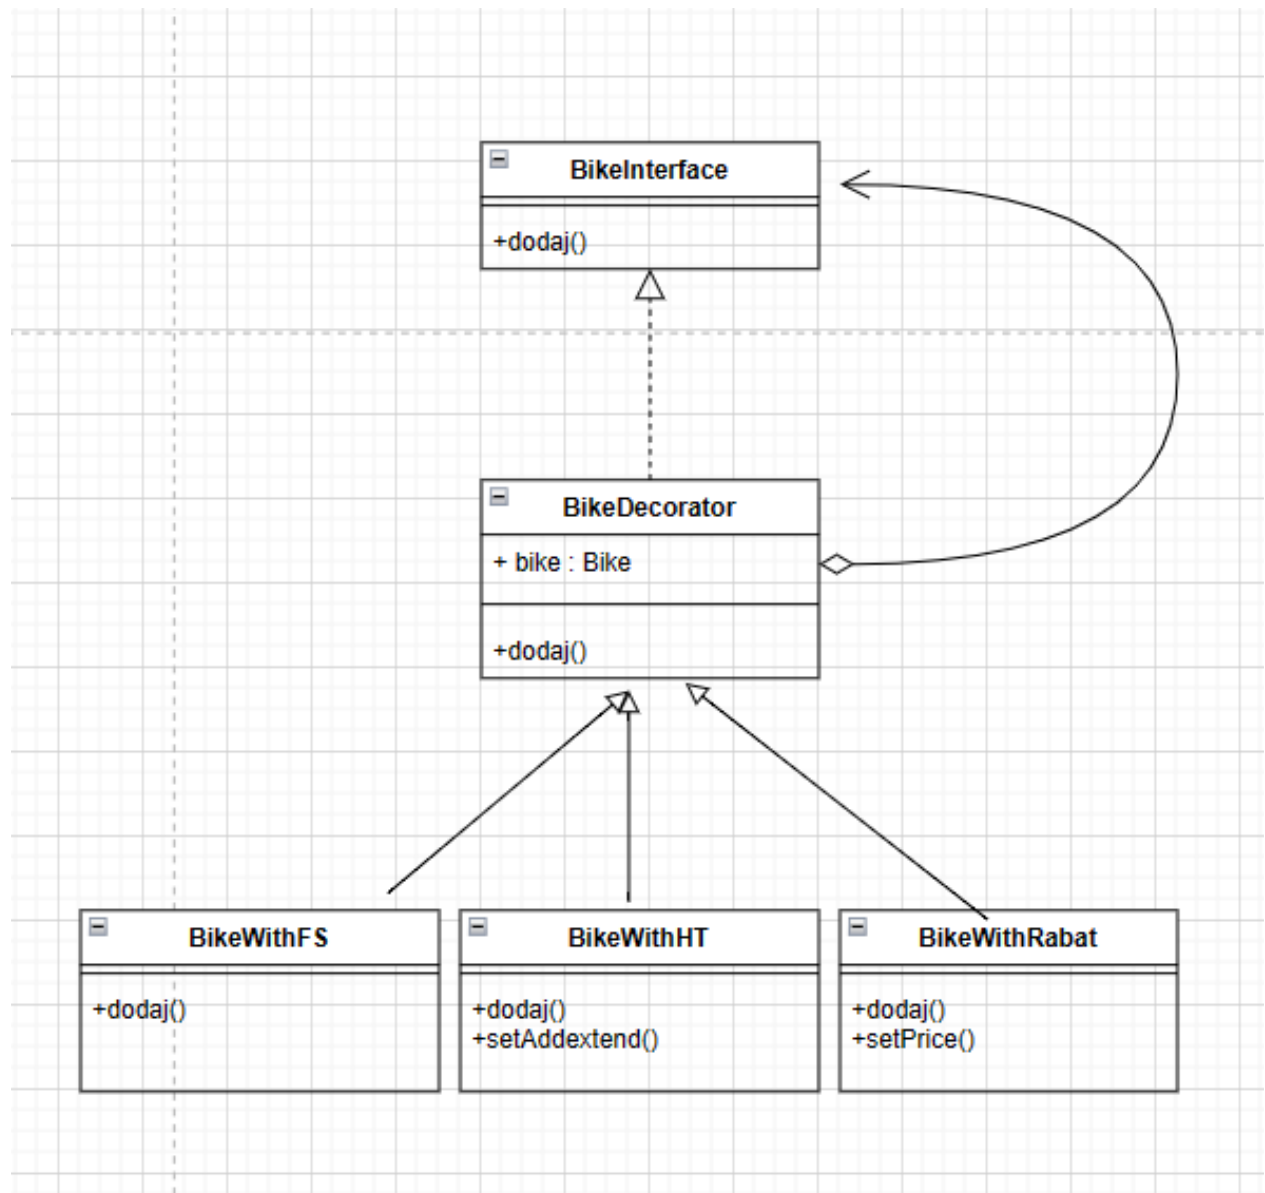 BikeInterface
+dodaj()
BikeDecorator
+ bike : Bike
+dodaj()
BikeWithFS
+dodaj()
BikeWithHT
+dodaj()
+setAddextend()
BikeWithRabat
+dodaj()
+setPrice()